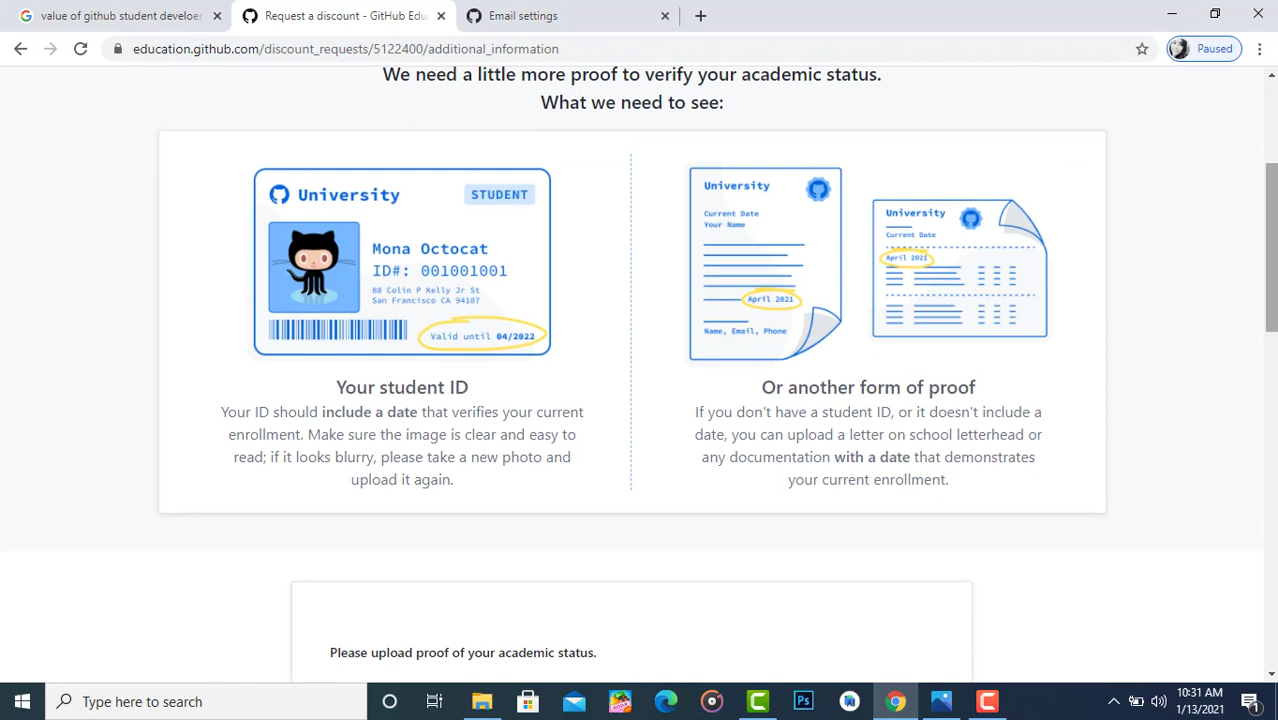 value of github student develoer
Request a discount - GitHub Edu
Email settings
education.github.com/discount_requests/5122400/additional_information
Paused
We need a little more proof to verify your academic status.
What we need to see:
University
STUDENT
Mona Octocat
ID#: 001001001
88 Colin P Kelly Jr St
San Francisco CA 94107
Valid until 04/2022
University
Current Date
Your Name
April 2021
Name, Email, Phone
University
Current Date
April 2021
Your student ID
Your ID should include a date that verifies your current
enrollment. Make sure the image is clear and easy to
read; if it looks blurry, please take a new photo and
upload it again.
Or another form of proof
If you don't have a student ID, or it doesn't include a
date, you can upload a letter on school letterhead or
any documentation with a date that demonstrates
your current enrollment.
Please upload proof of your academic status.
Type here to search
Ps
10:31 AM
1/13/2021
1